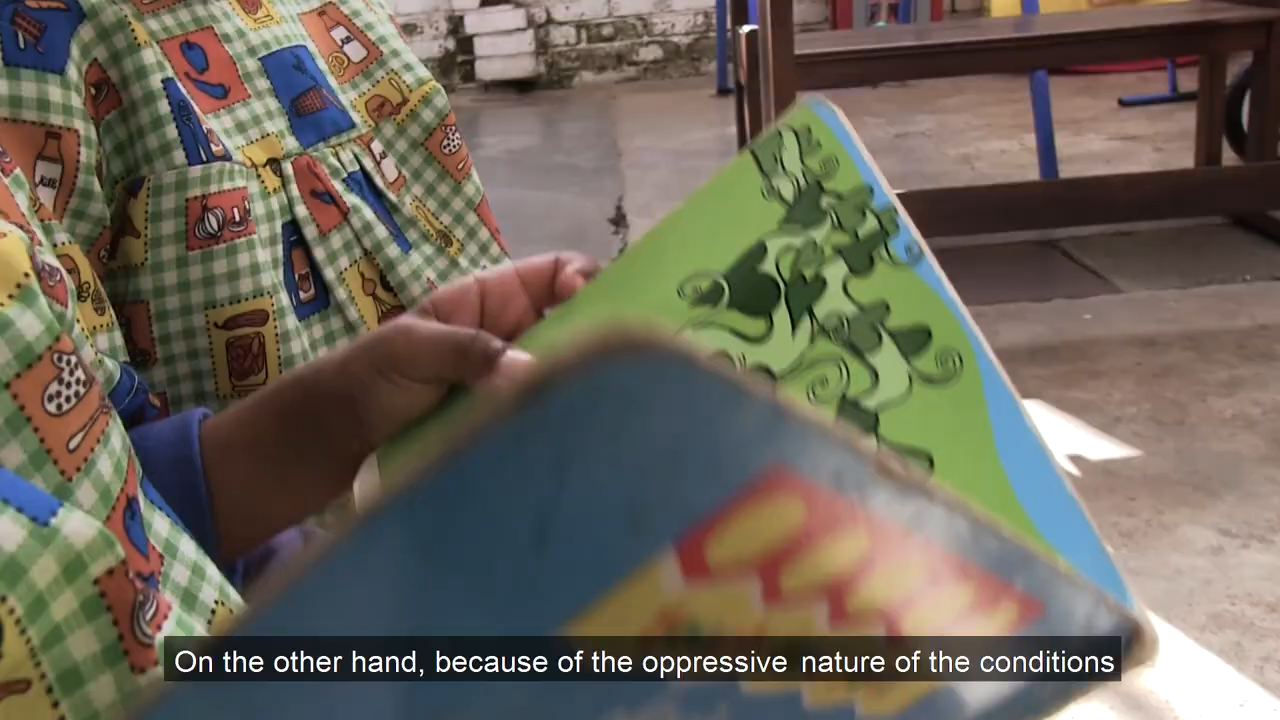 On the other hand, because of the oppressive nature of the conditions